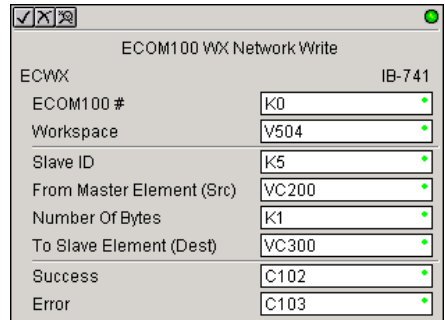 ECOM100 WX Network Write
ECWX IB-741
ECOM100 # K0
Workspace V504
Slave ID K5
From Master Element (Src) VC200
Number Of Bytes K1
To Slave Element (Dest) VC300
Success C102
Error C103